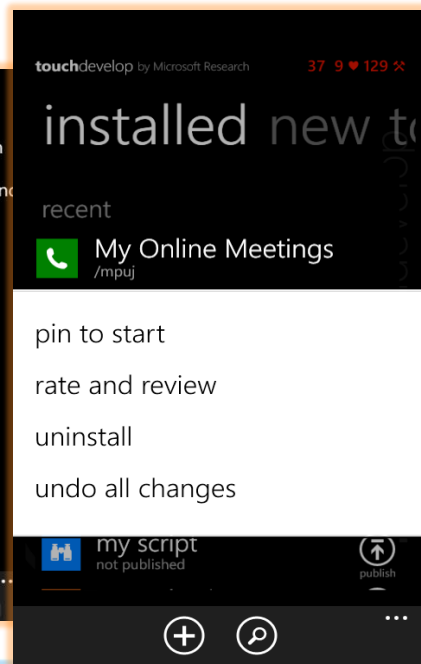 touchdevelop by Microsoft Research 37 9 ♥ 129
installed new to
recent
My Online Meetings
/mpuj
pin to start
rate and review
uninstall
undo all changes
my script
not published
publish